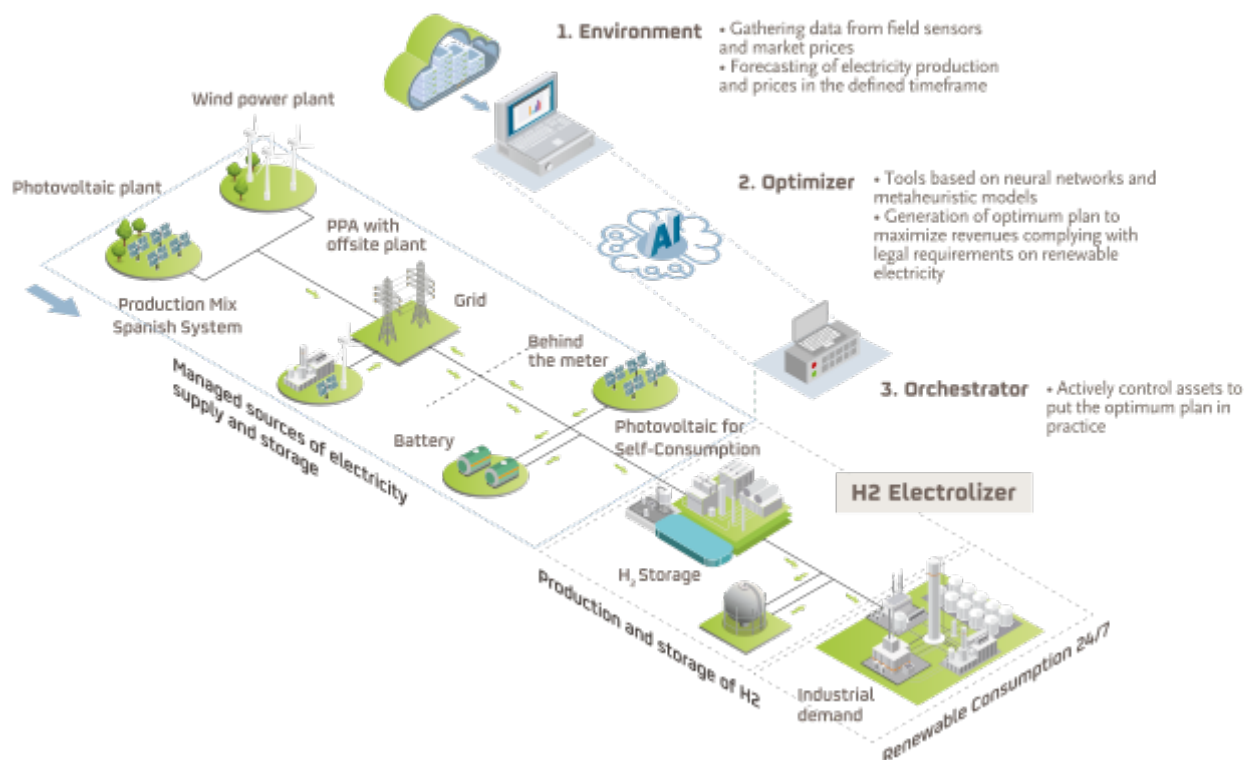 1. Environment
• Gathering data from field sensors
and market prices
• Forecasting of electricity production
and prices in the defined timeframe
Wind power plant
Photovoltaic plant
2. Optimizer
• Tools based on neural networks and
metaheuristic models
• Generation of optimum plan to
maximize revenues complying with
legal requirements on renewable
electricity
AI
PPA with
offsite plant
Production Mix
Spanish System
Grid
Behind
the meter
3. Orchestrator
• Actively control assets to
put the optimum plan in
practice
Managed sources of electricity
supply and storage
Battery
Photovoltaic for
Self-Consumption
H2 Electrolizer
H₂ Storage
Production and storage of H2
Industrial
demand
Renewable Consumption 24/7